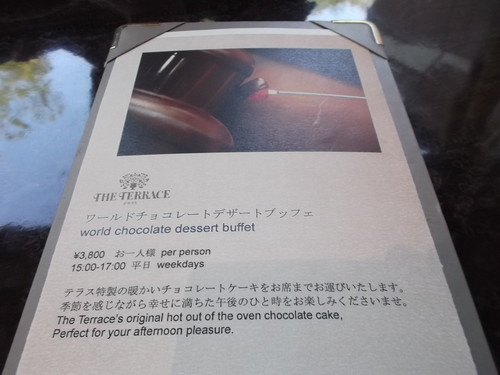 THE TERRACE
ワールドチョコレートデザートブッフェ
world chocolate dessert buffet
¥3,800 お一人様 per person
15:00-17:00 平日 weekdays
テラス特製の暖かいチョコレートケーキをお席までお運びいたします。
季節を感じながら幸せに満ちた午後のひと時をお楽しみくださいませ。
The Terrace's original hot out of the oven chocolate cake,
Perfect for your afternoon pleasure.